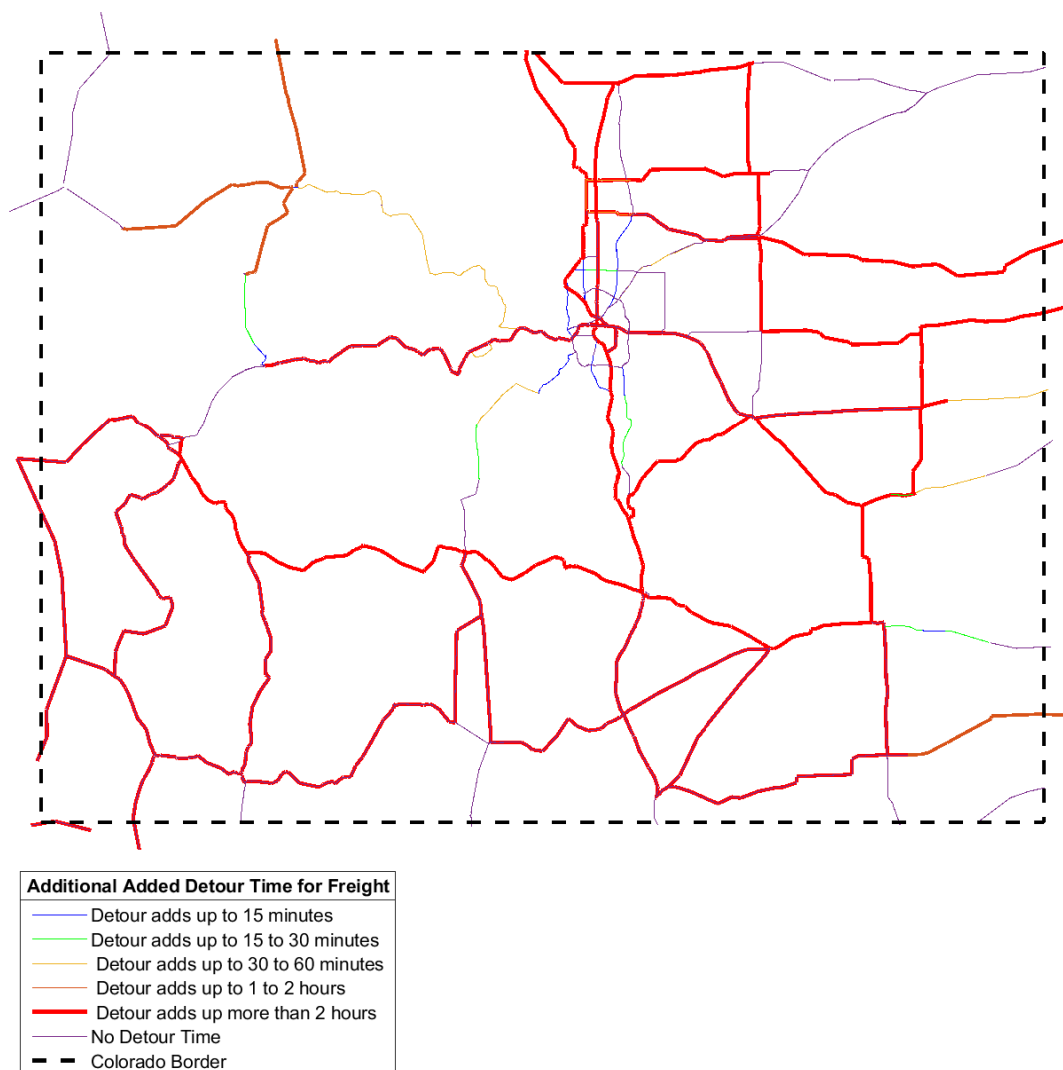 Additional Added Detour Time for Freight
Detour adds up to 15 minutes
Detour adds up to 15 to 30 minutes
Detour adds up to 30 to 60 minutes
Detour adds up to 1 to 2 hours
Detour adds up more than 2 hours
No Detour Time
Colorado Border